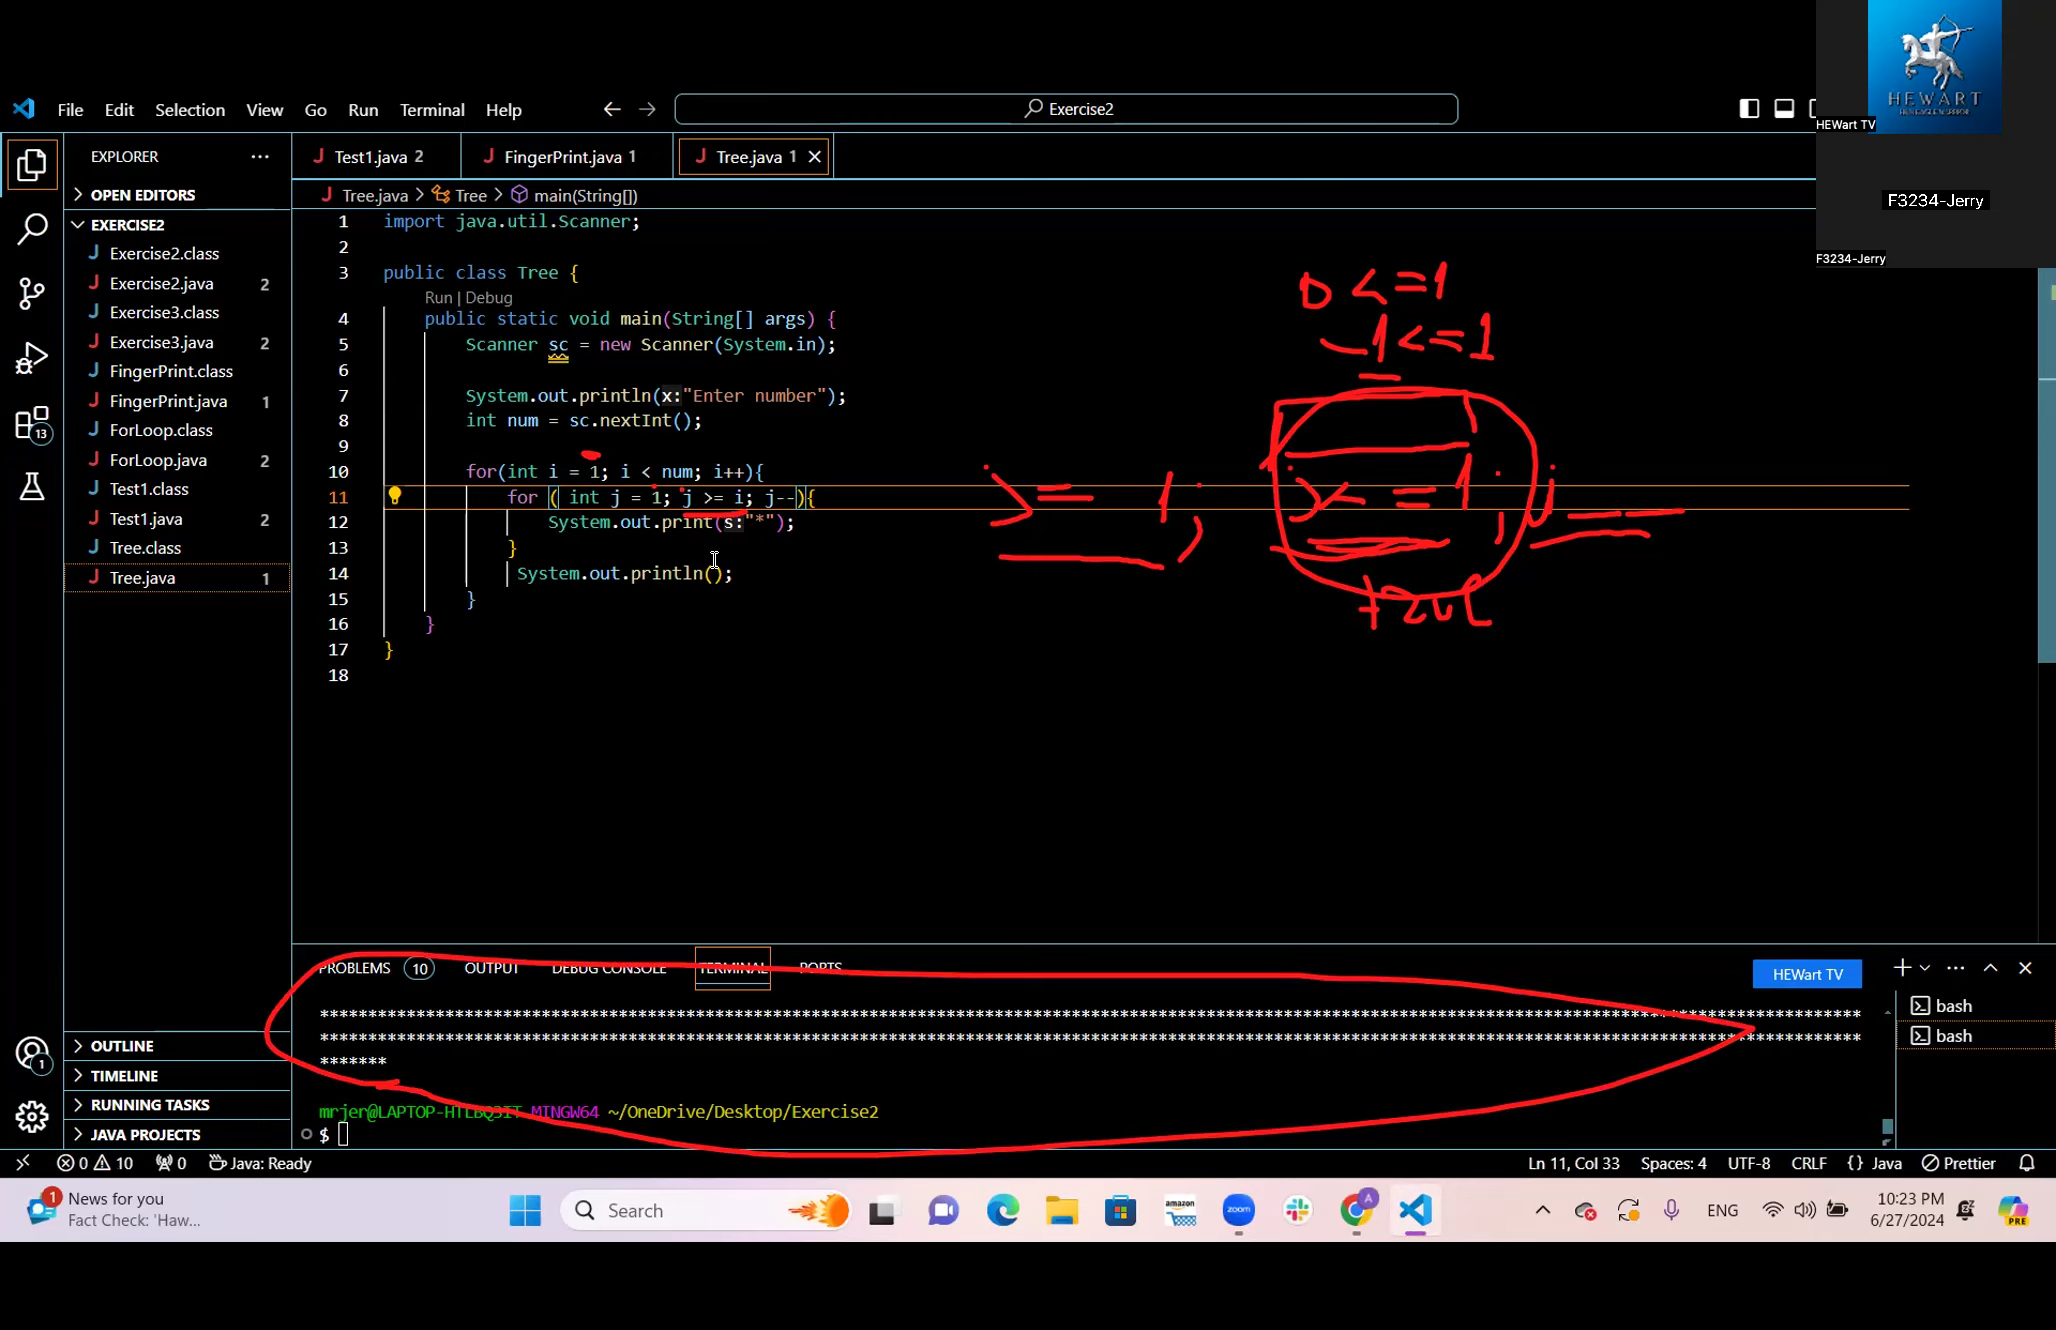 File Edit Selection View Go Run Terminal Help
Exercise2
HEWART
HEWart TV
F3234-Jerry
F3234-Jerry
EXPLORER
OPEN EDITORS
EXERCISE2
Exercise2.class
Exercise2.java 2
Exercise3.class
Exercise3.java 2
FingerPrint.class
FingerPrint.java 1
ForLoop.class
ForLoop.java 2
Test1.class
Test1.java 2
Tree.class
Tree.java 1
OUTLINE
TIMELINE
RUNNING TASKS
JAVA PROJECTS
13
1
Test1.java 2
FingerPrint.java 1
Tree.java 1
Tree.java > Tree > main(String[])
1 import java.util.Scanner;
2
3 public class Tree {
Run | Debug
4 public static void main(String[] args) {
5 Scanner sc = new Scanner(System.in);
6
7 System.out.println(x:"Enter number");
8 int num = sc.nextInt();
9
10 for(int i = 1; i < num; i++){
11 for ( int j = 1; j >= i; j--){
12 System.out.print(s:"*");
13 }
14 System.out.println();
15 }
16 }
17 }
18
0 <=1
-1<=1
PROBLEMS 10 OUTPUT DEBUG CONSOLE TERMINAL PORTS
HEWart TV
bash
bash
*******
MINGW64 ~/OneDrive/Desktop/Exercise2
$
0 10 0 Java: Ready
Ln 11, Col 33 Spaces: 4 UTF-8 CRLF {} Java Prettier
1
News for you
Fact Check: 'Haw...
Search
amazon
zoom
A
ENG
10:23 PM
6/27/2024
PRE